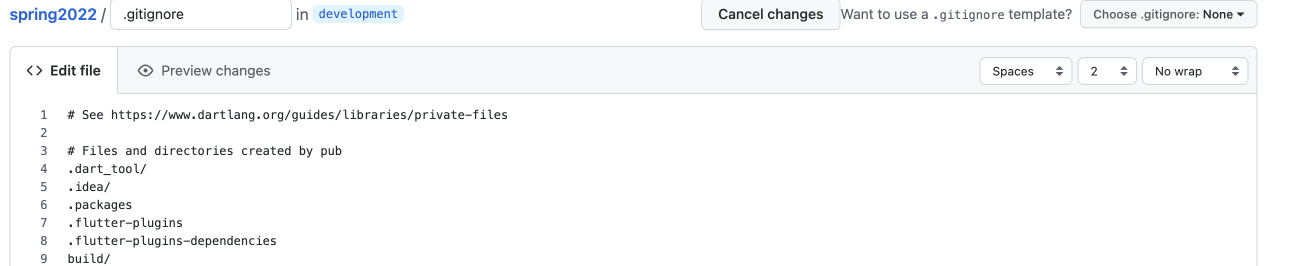 spring2022 / .gitignore in development Cancel changes Want to use a .gitignore template? Choose .gitignore: None
Edit file Preview changes Spaces 2 No wrap
1 # See https://www.dartlang.org/guides/libraries/private-files
2
3 # Files and directories created by pub
4 .dart_tool/
5 .idea/
6 .packages
7 .flutter-plugins
8 .flutter-plugins-dependencies
9 build/